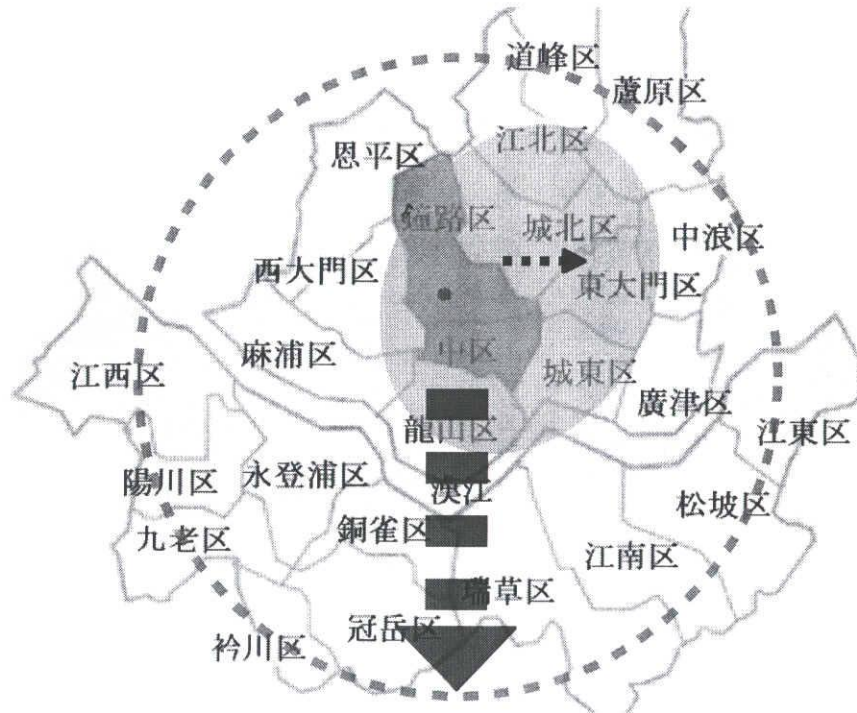 道峰区
蘆原区
江北区
恩平区
鐘路区
城北区
中浪区
西大門区
東大門区
麻浦区
中区
城東区
江西区
廣津区
龍山区
江東区
陽川区
永登浦区
漢江
松坡区
九老区
銅雀区
江南区
瑞草区
冠岳区
衿川区